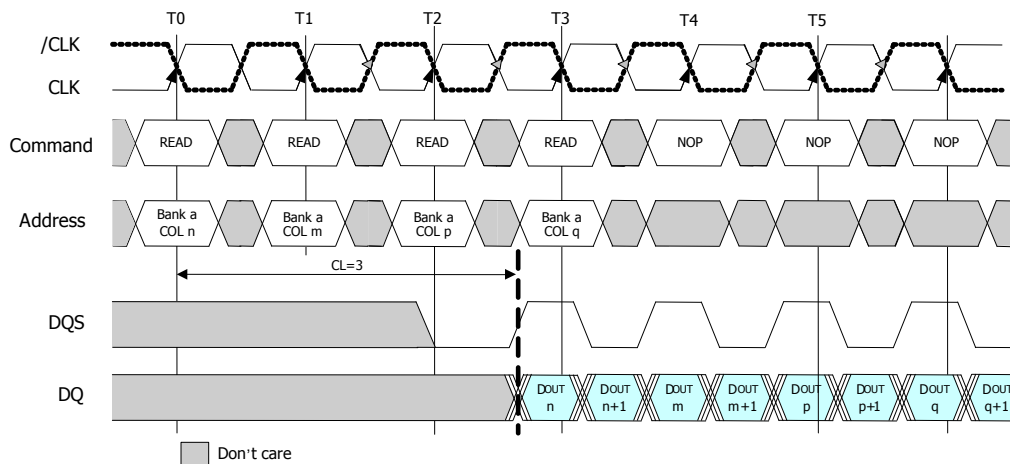 T0 T1 T2 T3 T4 T5
/CLK
CLK
Command READ READ READ READ NOP NOP NOP
Address Bank a Bank a Bank a Bank a
COL n COL m COL p COL q
CL=3
DQS
DQ DOUT DOUT DOUT DOUT DOUT DOUT DOUT DOUT
n n+1 m m+1 p p+1 q q+1
Don't care